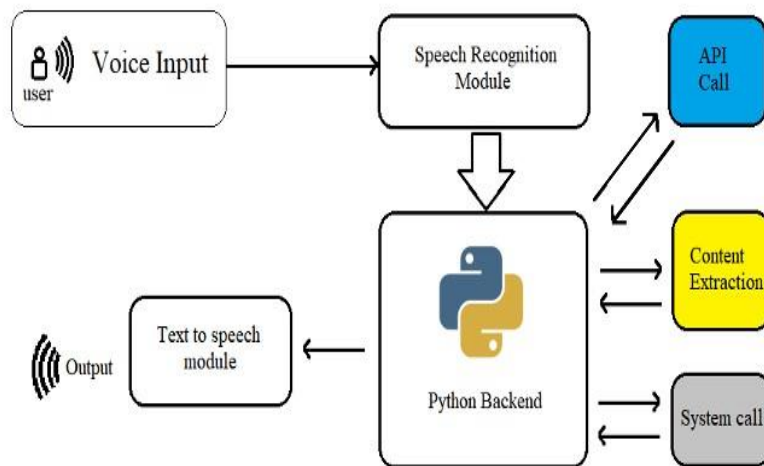 Voice Input
user
Speech Recognition
Module
API
Call
Content
Extraction
Python Backend
Text to speech
module
Output
System call